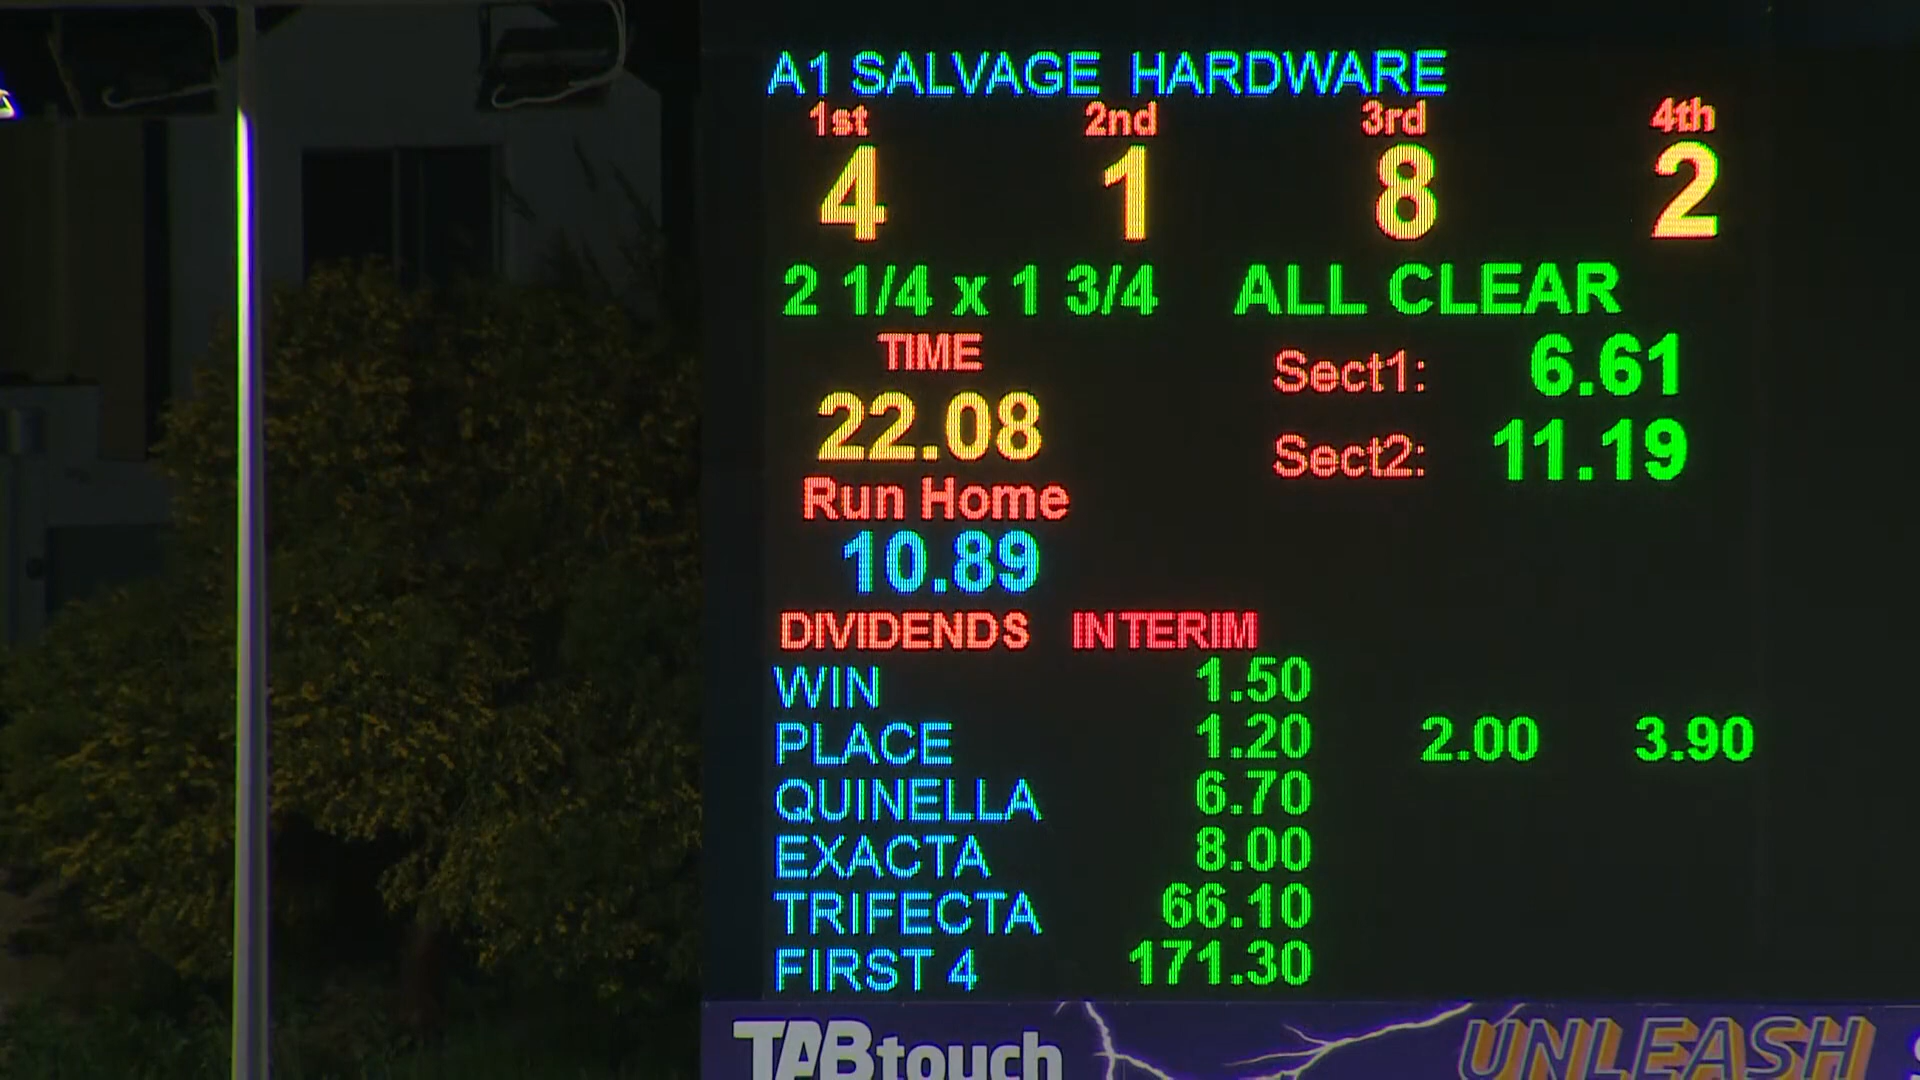 A1 SALVAGE HARDWARE
1st 2nd 3rd 4th
4 1 8 2
2 1/4 x 1 3/4 ALL CLEAR
TIME Sect1: 6.61
22.08 Sect2: 11.19
Run Home
10.89
DIVIDENDS INTERIM
WIN 1.50
PLACE 1.20 2.00 3.90
QUINELLA 6.70
EXACTA 8.00
TRIFECTA 66.10
FIRST 4 171.30
TABtouch UNLEASH